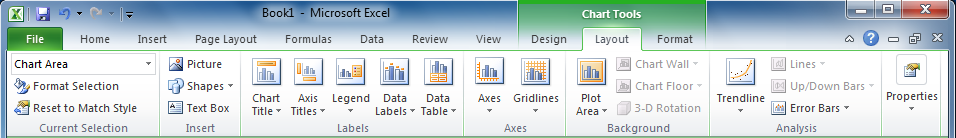 Book1 - Microsoft Excel
Chart Tools
File Home Insert Page Layout Formulas Data Review View Design Layout Format
Chart Area
Format Selection
Reset to Match Style
Current Selection
Picture
Shapes
Text Box
Insert
Chart Title
Axis Titles
Legend
Data Labels
Data Table
Labels
Axes
Gridlines
Axes
Plot Area
Chart Wall
Chart Floor
3-D Rotation
Background
Trendline
Lines
Up/Down Bars
Error Bars
Analysis
Properties